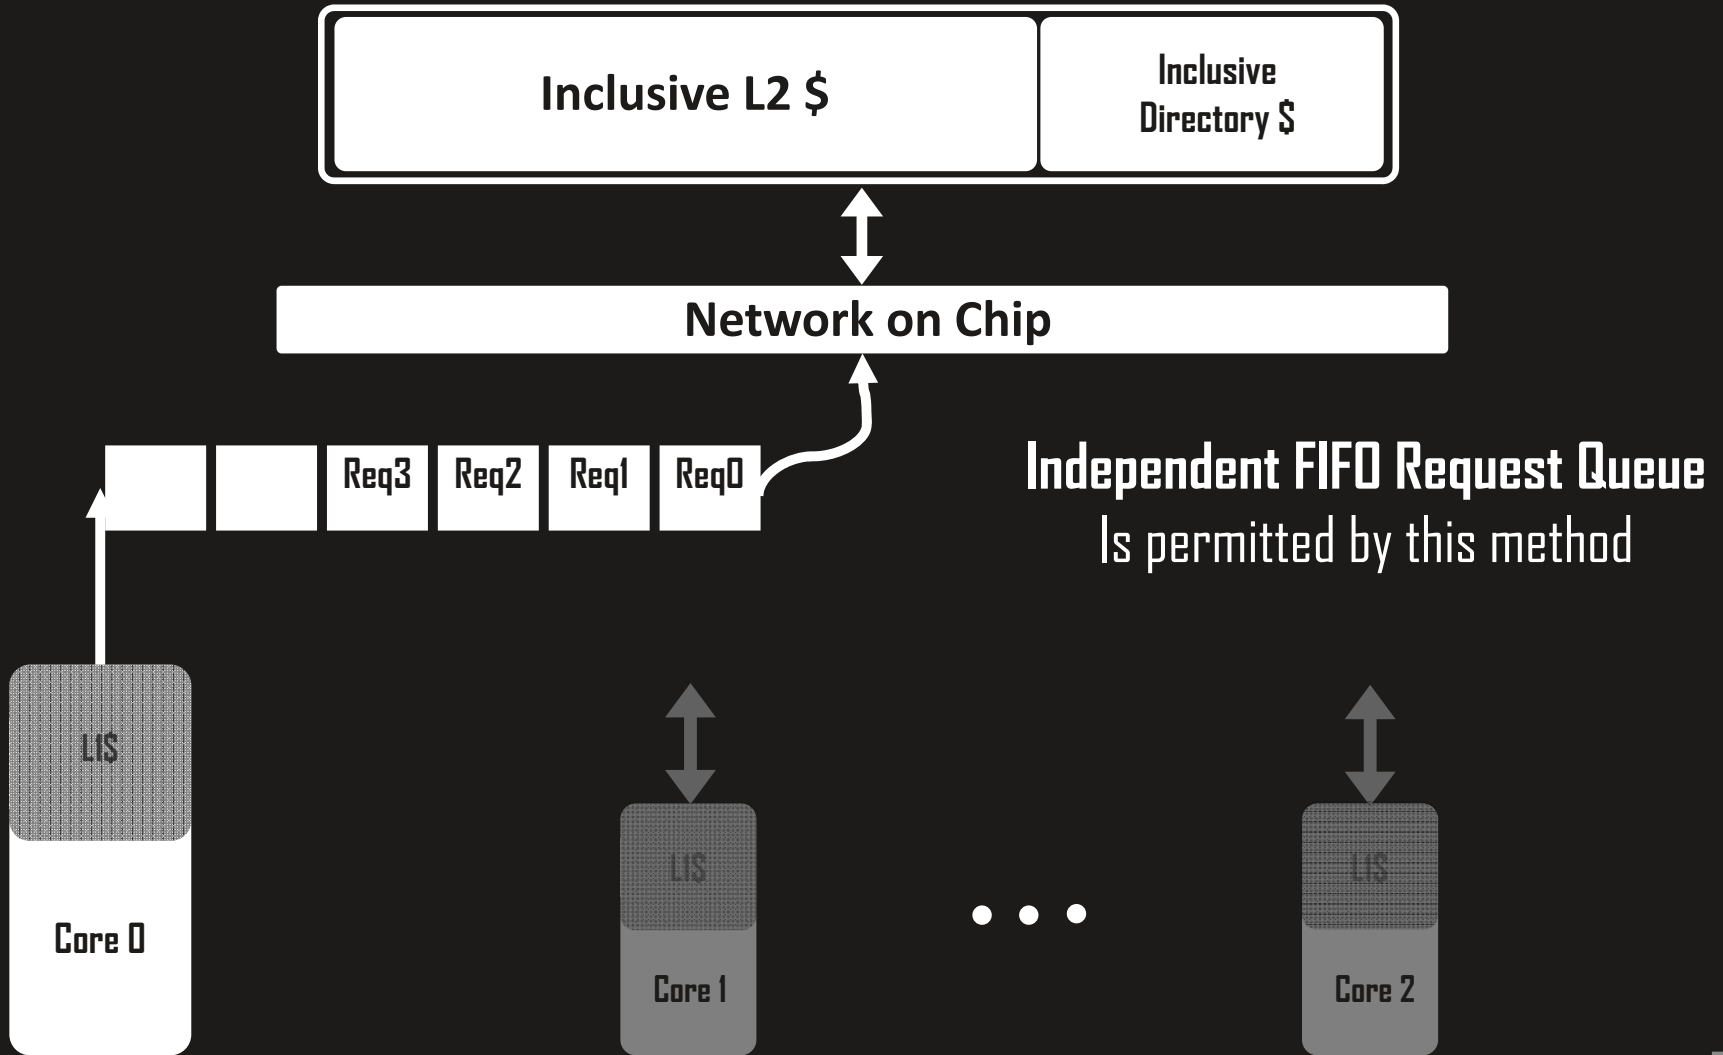 Inclusive L2 $
Inclusive
Directory $
Network on Chip
Req3
Req2
Req1
Req0
Independent FIFO Request Queue
Is permitted by this method
L1$
L1$
L1$
Core 0
Core 1
Core 2